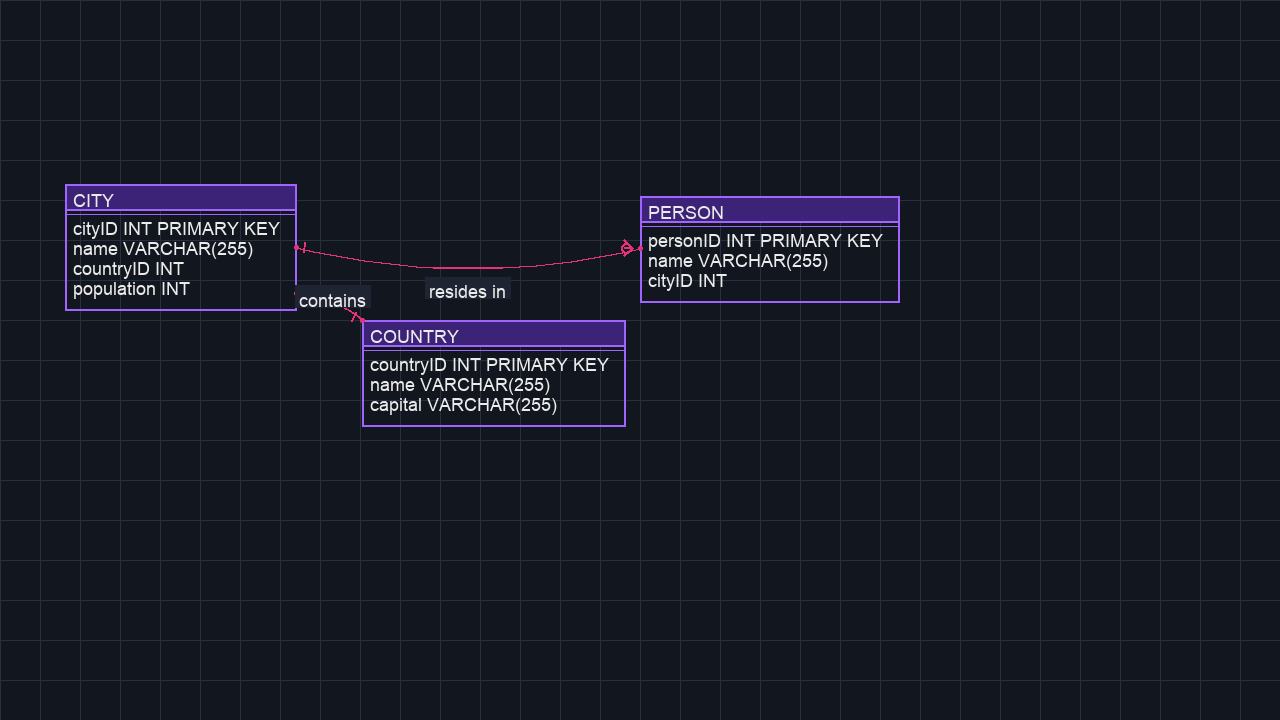 CITY
cityID INT PRIMARY KEY
name VARCHAR(255)
countryID INT
population INT
contains
resides in
PERSON
personID INT PRIMARY KEY
name VARCHAR(255)
cityID INT
COUNTRY
countryID INT PRIMARY KEY
name VARCHAR(255)
capital VARCHAR(255)